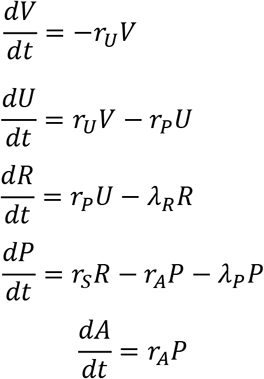 dV/dt = −r_U V
dU/dt = r_U V − r_P U
dR/dt = r_P U − λ_R R
dP/dt = r_S R − r_A P − λ_P P
dA/dt = r_A P